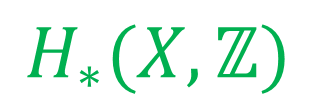 H_*(X, ℤ)